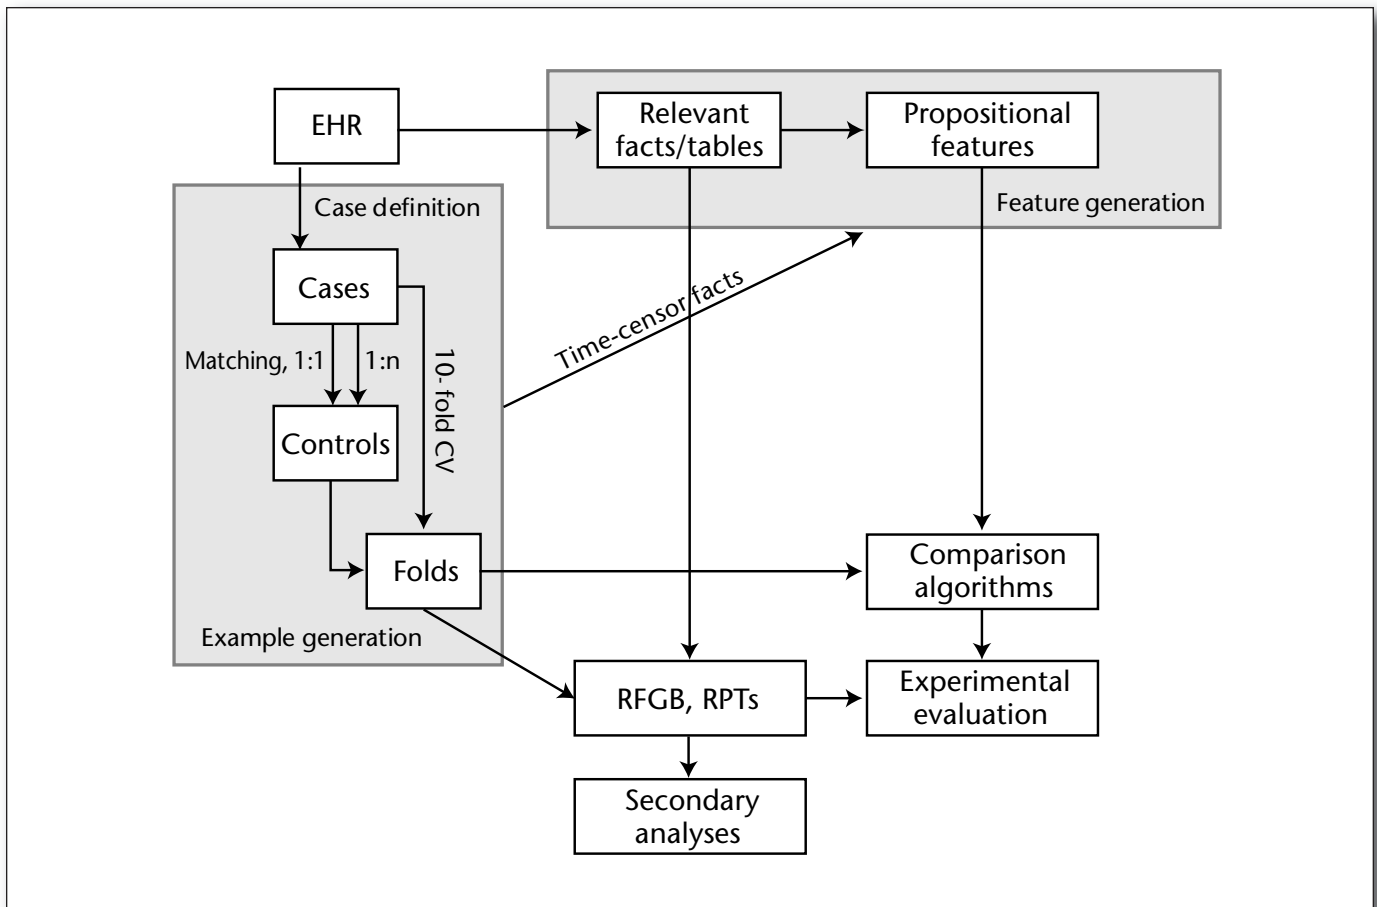 EHR
Relevant
facts/tables
Propositional
features
Feature generation
Case definition
Cases
Matching, 1:1
1:n
10- fold CV
Time-censor facts
Controls
Folds
Example generation
Comparison
algorithms
RFGB, RPTs
Experimental
evaluation
Secondary
analyses